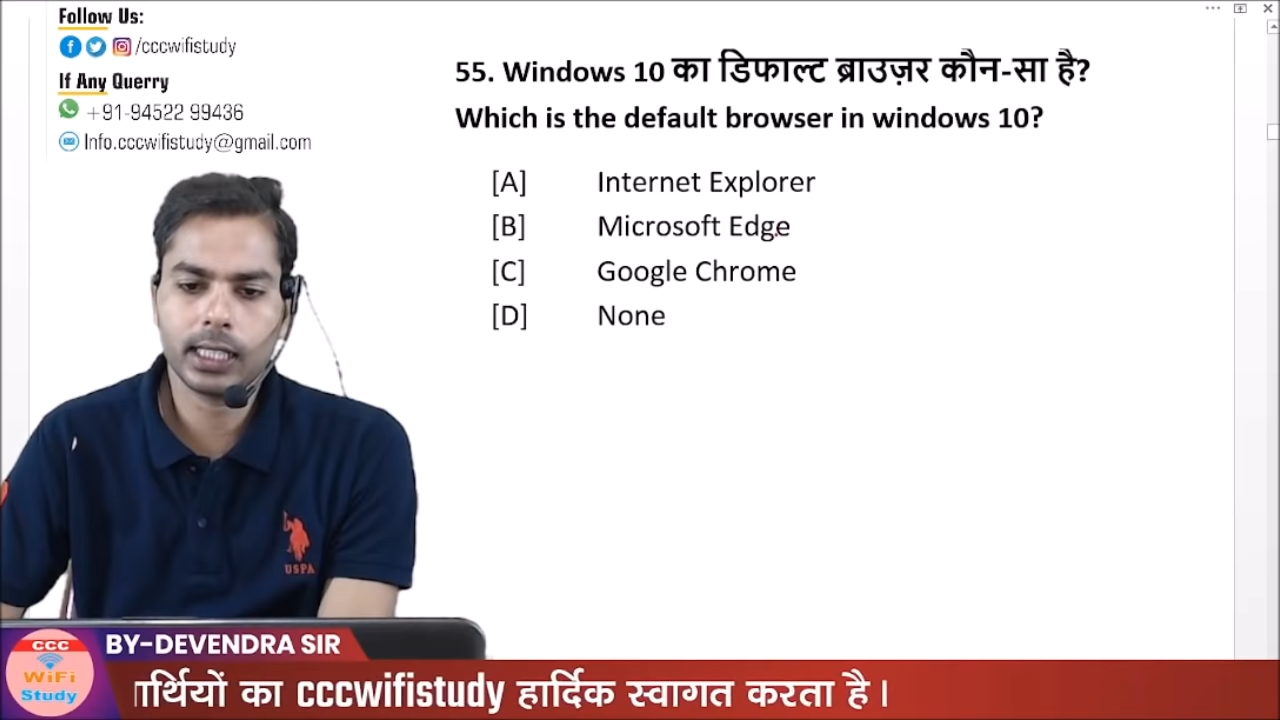 Follow Us:
/cccwifistudy
If Any Querry
+91-94522 99436
Info.cccwifistudy@gmail.com
55. Windows 10 का डिफाल्ट ब्राउज़र कौन-सा है?
Which is the default browser in windows 10?
[A] Internet Explorer
[B] Microsoft Edge
[C] Google Chrome
[D] None
USPA
CCC
WiFi
Study
BY-DEVENDRA SIR
ार्थियों का cccwifistudy हार्दिक स्वागत करता है।